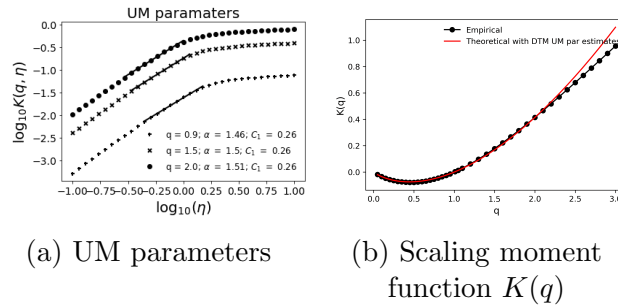 UM paramaters
log₁₀K(q, η)
0.0
−0.5
−1.0
−1.5
−2.0
−2.5
−3.0
q = 0.9; α = 1.46; C₁ = 0.26
q = 1.5; α = 1.5; C₁ = 0.26
q = 2.0; α = 1.51; C₁ = 0.26
−1.00 −0.75 −0.50 −0.25 0.00 0.25 0.50 0.75 1.00
log₁₀(η)
(a) UM parameters
Empirical
Theoretical with DTM UM par estimates
K(q)
1.0
0.8
0.6
0.4
0.2
0.0
0.0 0.5 1.0 1.5 2.0 2.5 3.0
q
(b) Scaling moment
function K(q)